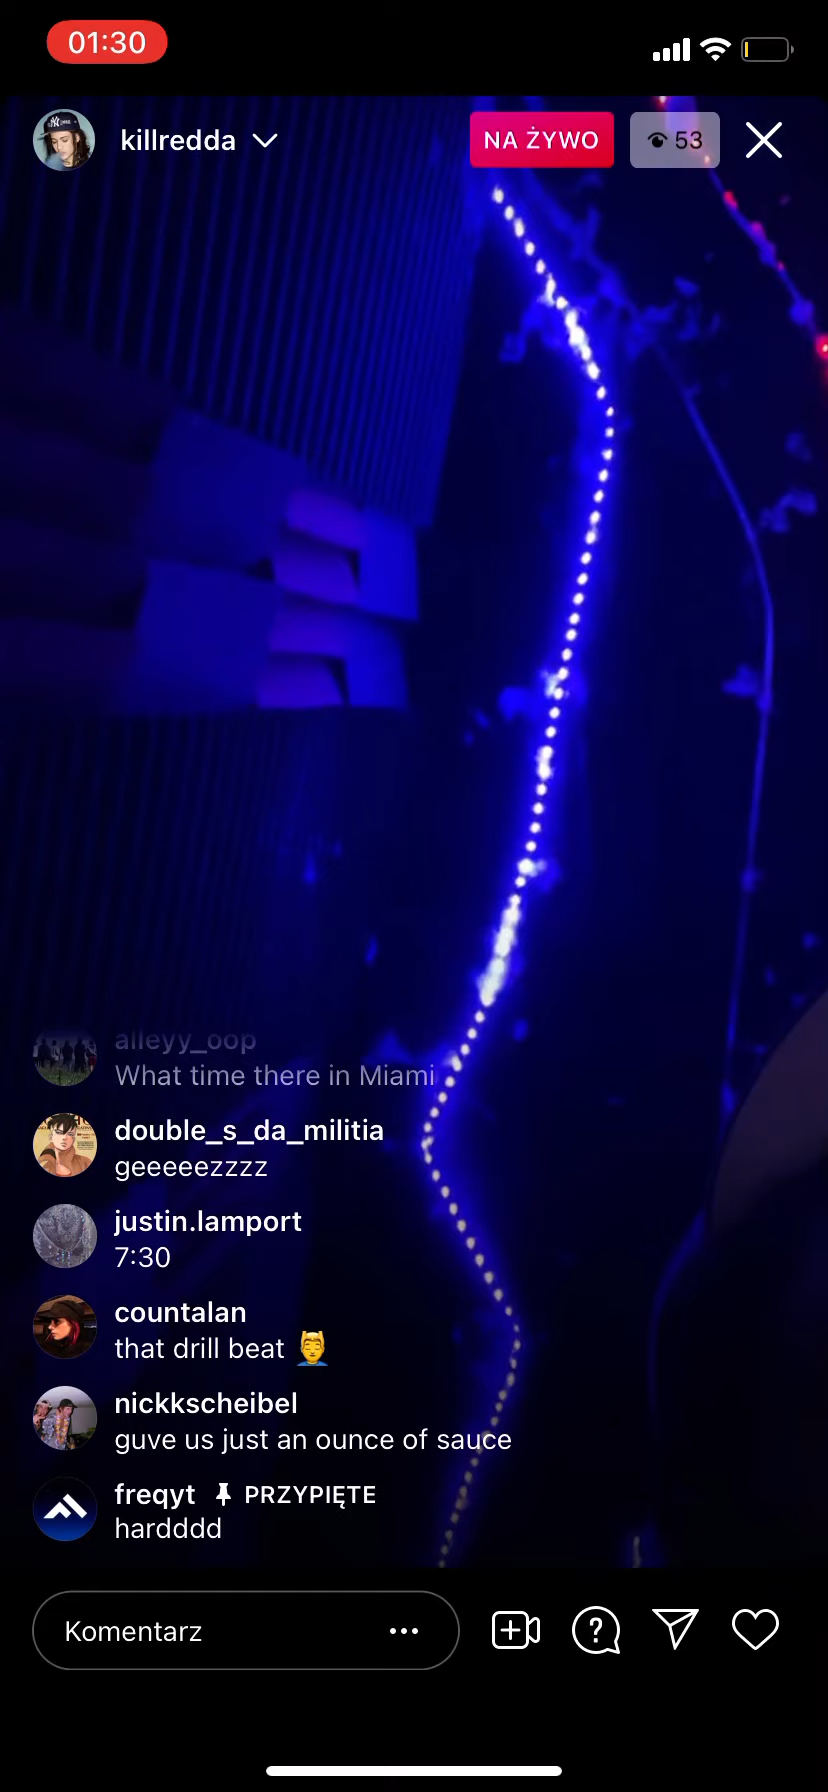 01:30
killredda
NA ŻYWO
53
alleyy_oop
What time there in Miami
double_s_da_militia
geeeeezzzz
justin.lamport
7:30
countalan
that drill beat 💆‍♂️
nickkscheibel
guve us just an ounce of sauce
freqyt PRZYPIĘTE
hardddd
Komentarz